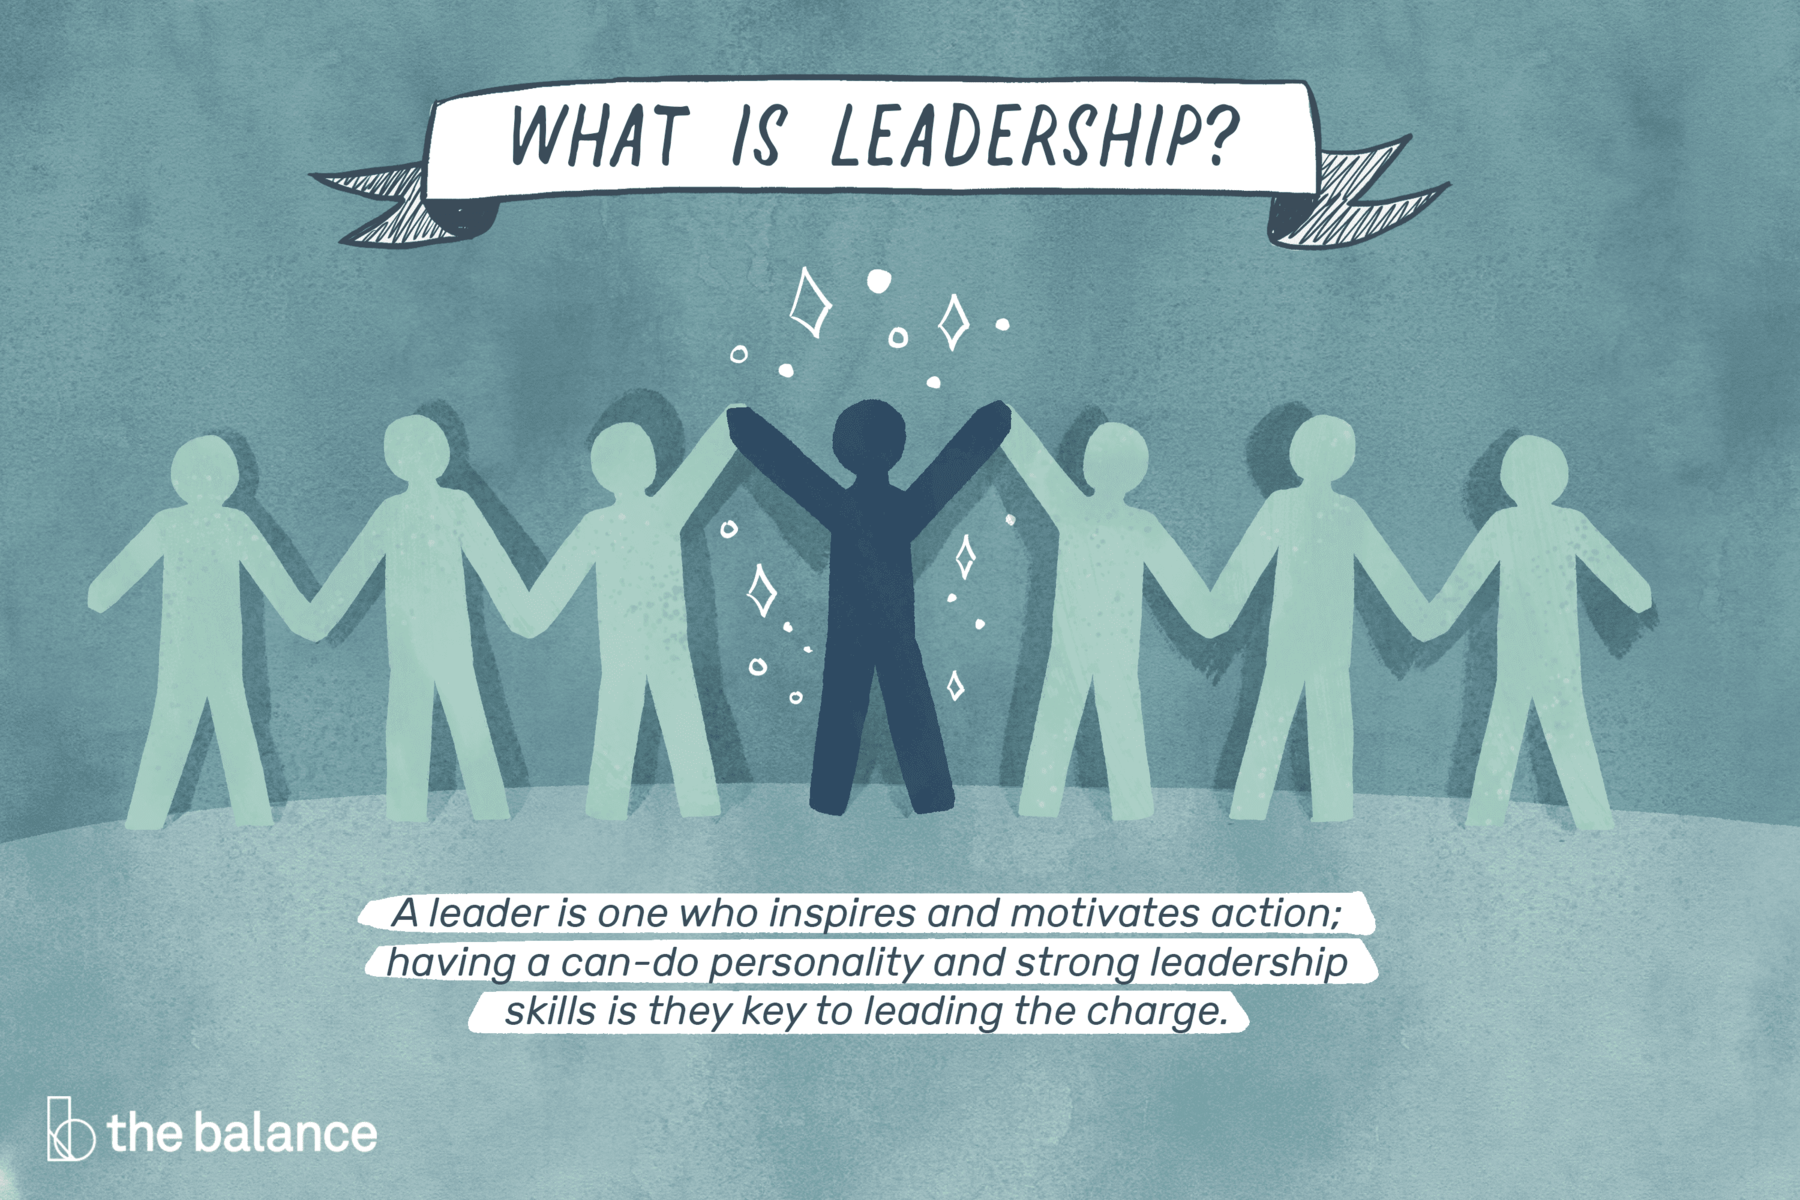 WHAT IS LEADERSHIP?
A leader is one who inspires and motivates action;
having a can-do personality and strong leadership
skills is they key to leading the charge.
the balance